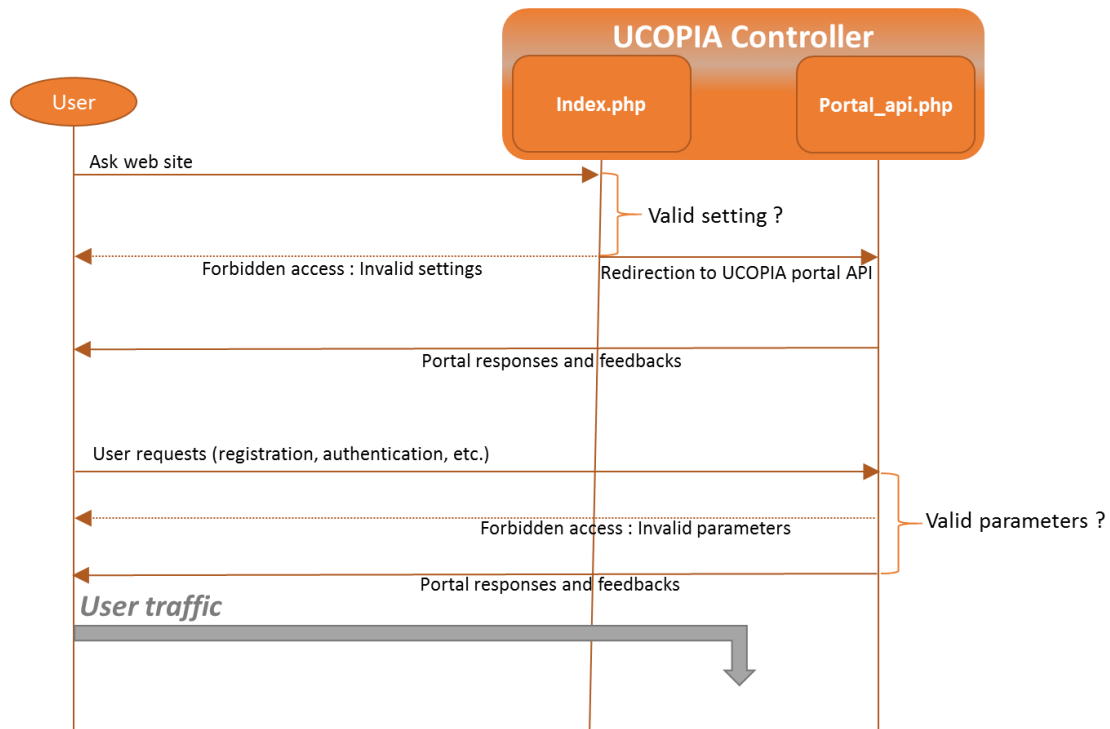 UCOPIA Controller
User
Index.php
Portal_api.php
Ask web site
Valid setting ?
Forbidden access : Invalid settings
Redirection to UCOPIA portal API
Portal responses and feedbacks
User requests (registration, authentication, etc.)
Forbidden access : Invalid parameters
Valid parameters ?
Portal responses and feedbacks
User traffic